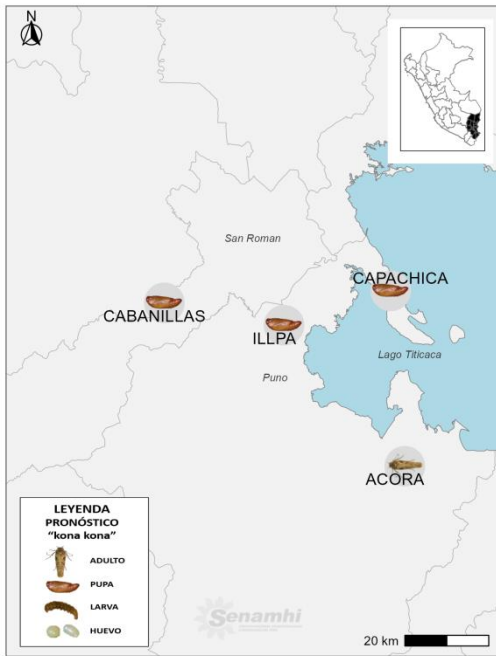 N
San Roman
CAPACHICA
CABANILLAS
ILLPA
Lago Titicaca
Puno
ACORA
LEYENDA
PRONÓSTICO
"kona kona"
ADULTO
PUPA
LARVA
HUEVO
Senamhi
20 km